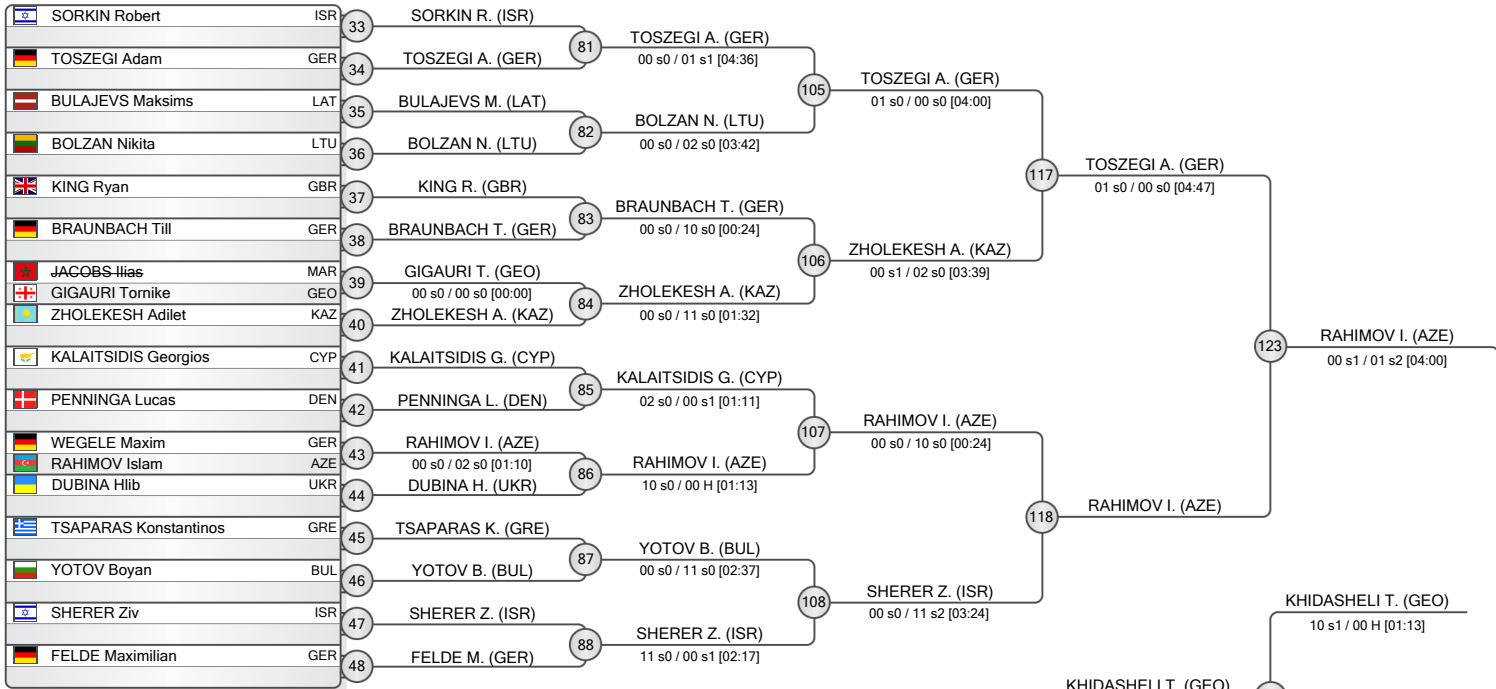 SORKIN Robert ISR
33
TOSZEGI Adam GER
34
BULAJEVS Maksims LAT
35
BOLZAN Nikita LTU
36
KING Ryan GBR
37
BRAUNBACH Till GER
38
JACOBS Ilias MAR
GIGAURI Tornike GEO
39
ZHOLEKESH Adilet KAZ
40
KALAITSIDIS Georgios CYP
41
PENNINGA Lucas DEN
42
WEGELE Maxim GER
RAHIMOV Islam AZE
43
DUBINA Hlib UKR
44
TSAPARAS Konstantinos GRE
45
YOTOV Boyan BUL
46
SHERER Ziv ISR
47
FELDE Maximilian GER
48
SORKIN R. (ISR)
TOSZEGI A. (GER)
81
BULAJEVS M. (LAT)
BOLZAN N. (LTU)
82
KING R. (GBR)
BRAUNBACH T. (GER)
83
GIGAURI T. (GEO)
00 s0 / 00 s0 [00:00]
ZHOLEKESH A. (KAZ)
84
KALAITSIDIS G. (CYP)
PENNINGA L. (DEN)
85
RAHIMOV I. (AZE)
00 s0 / 02 s0 [01:10]
DUBINA H. (UKR)
86
TSAPARAS K. (GRE)
YOTOV B. (BUL)
87
SHERER Z. (ISR)
FELDE M. (GER)
88
TOSZEGI A. (GER)
00 s0 / 01 s1 [04:36]
BOLZAN N. (LTU)
00 s0 / 02 s0 [03:42]
105
BRAUNBACH T. (GER)
00 s0 / 10 s0 [00:24]
ZHOLEKESH A. (KAZ)
00 s0 / 11 s0 [01:32]
106
KALAITSIDIS G. (CYP)
02 s0 / 00 s1 [01:11]
RAHIMOV I. (AZE)
10 s0 / 00 H [01:13]
107
YOTOV B. (BUL)
00 s0 / 11 s0 [02:37]
SHERER Z. (ISR)
11 s0 / 00 s1 [02:17]
108
TOSZEGI A. (GER)
01 s0 / 00 s0 [04:00]
ZHOLEKESH A. (KAZ)
00 s1 / 02 s0 [03:39]
117
RAHIMOV I. (AZE)
00 s0 / 10 s0 [00:24]
SHERER Z. (ISR)
00 s0 / 11 s2 [03:24]
118
TOSZEGI A. (GER)
01 s0 / 00 s0 [04:47]
RAHIMOV I. (AZE)
123
RAHIMOV I. (AZE)
00 s1 / 01 s2 [04:00]
KHIDASHELI T. (GEO)
10 s1 / 00 H [01:13]
KHIDASHELI T. (GEO)